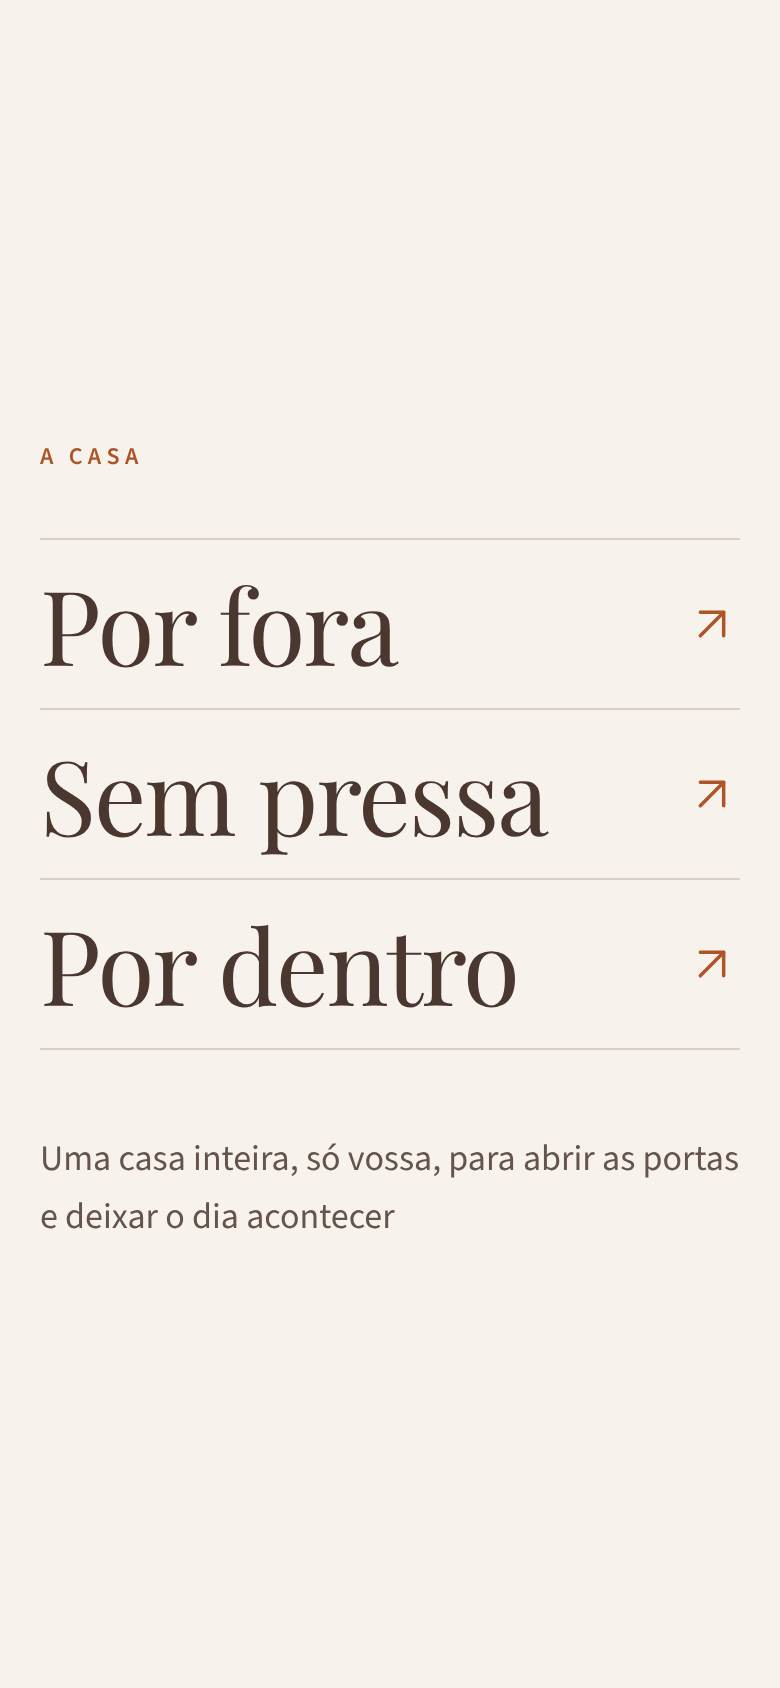 A CASA
Por fora
Sem pressa
Por dentro
Uma casa inteira, só vossa, para abrir as portas
e deixar o dia acontecer